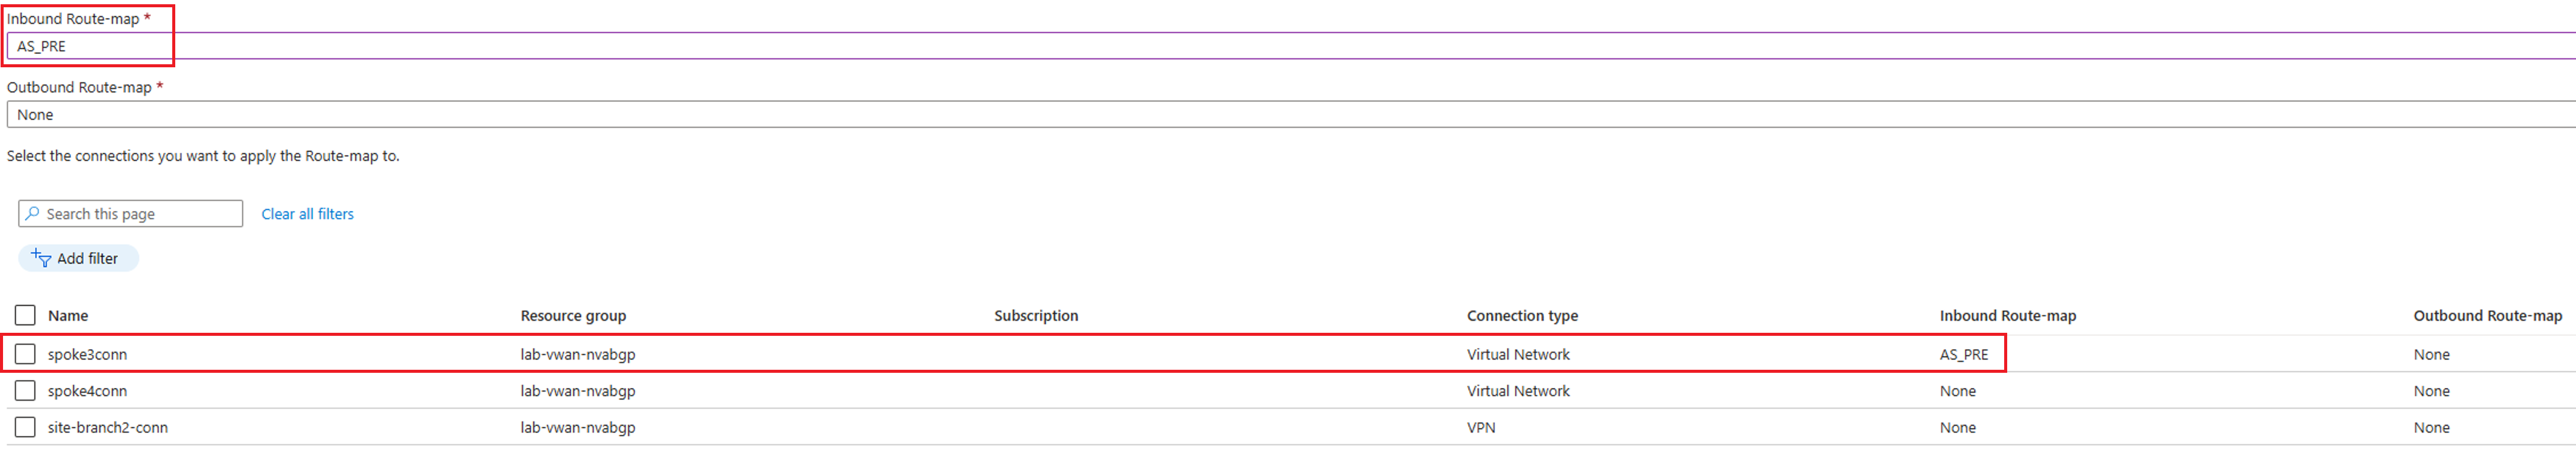 Inbound Route-map *
AS_PRE
Outbound Route-map *
None
Select the connections you want to apply the Route-map to.
Search this page Clear all filters
Add filter
Name Resource group Subscription Connection type Inbound Route-map Outbound Route-map
spoke3conn lab-vwan-nvabgp Virtual Network AS_PRE None
spoke4conn lab-vwan-nvabgp Virtual Network None None
site-branch2-conn lab-vwan-nvabgp VPN None None